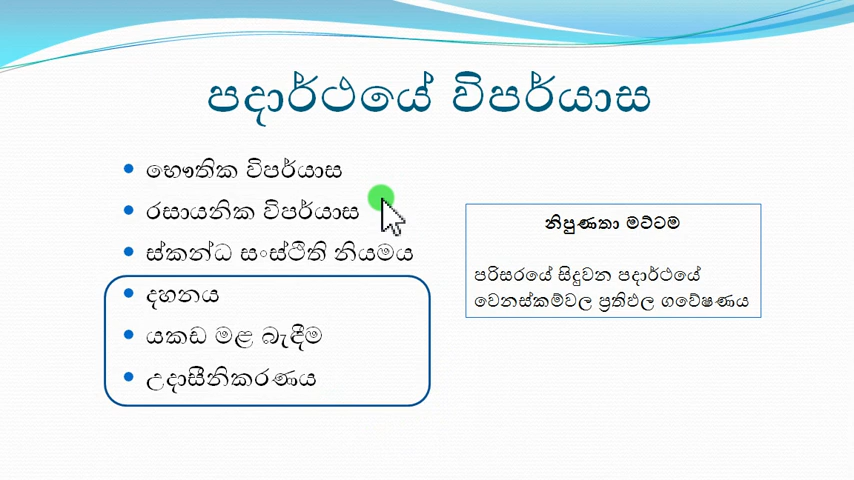 පදාර්ථයේ විපර්යාස
භෞතික විපර්යාස
රසායනික විපර්යාස
ස්කන්ධ සංස්ථිති නියමය
දහනය
යකඩ මළ බැඳීම
උදාසීනිකරණය
නිපුණතා මට්ටම
පරිසරයේ සිදුවන පදාර්ථයේ
වෙනස්කම්වල ප්‍රතිඵල ගවේෂණය